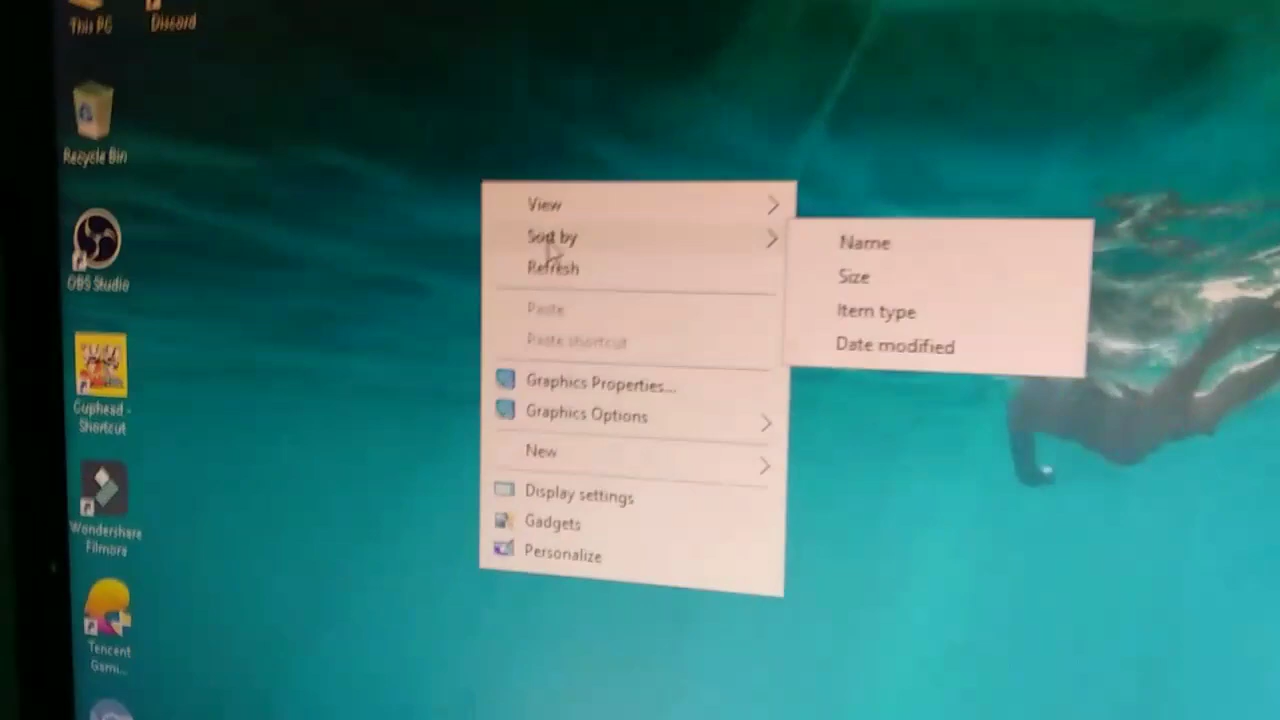 This PC
Discord
Recycle Bin
OBS Studio
Cuphead -
Shortcut
Wondershare
Filmora
Tencent
Gami...
View
Sort by
Refresh
Paste
Paste shortcut
Graphics Properties...
Graphics Options
New
Display settings
Gadgets
Personalize
Name
Size
Item type
Date modified